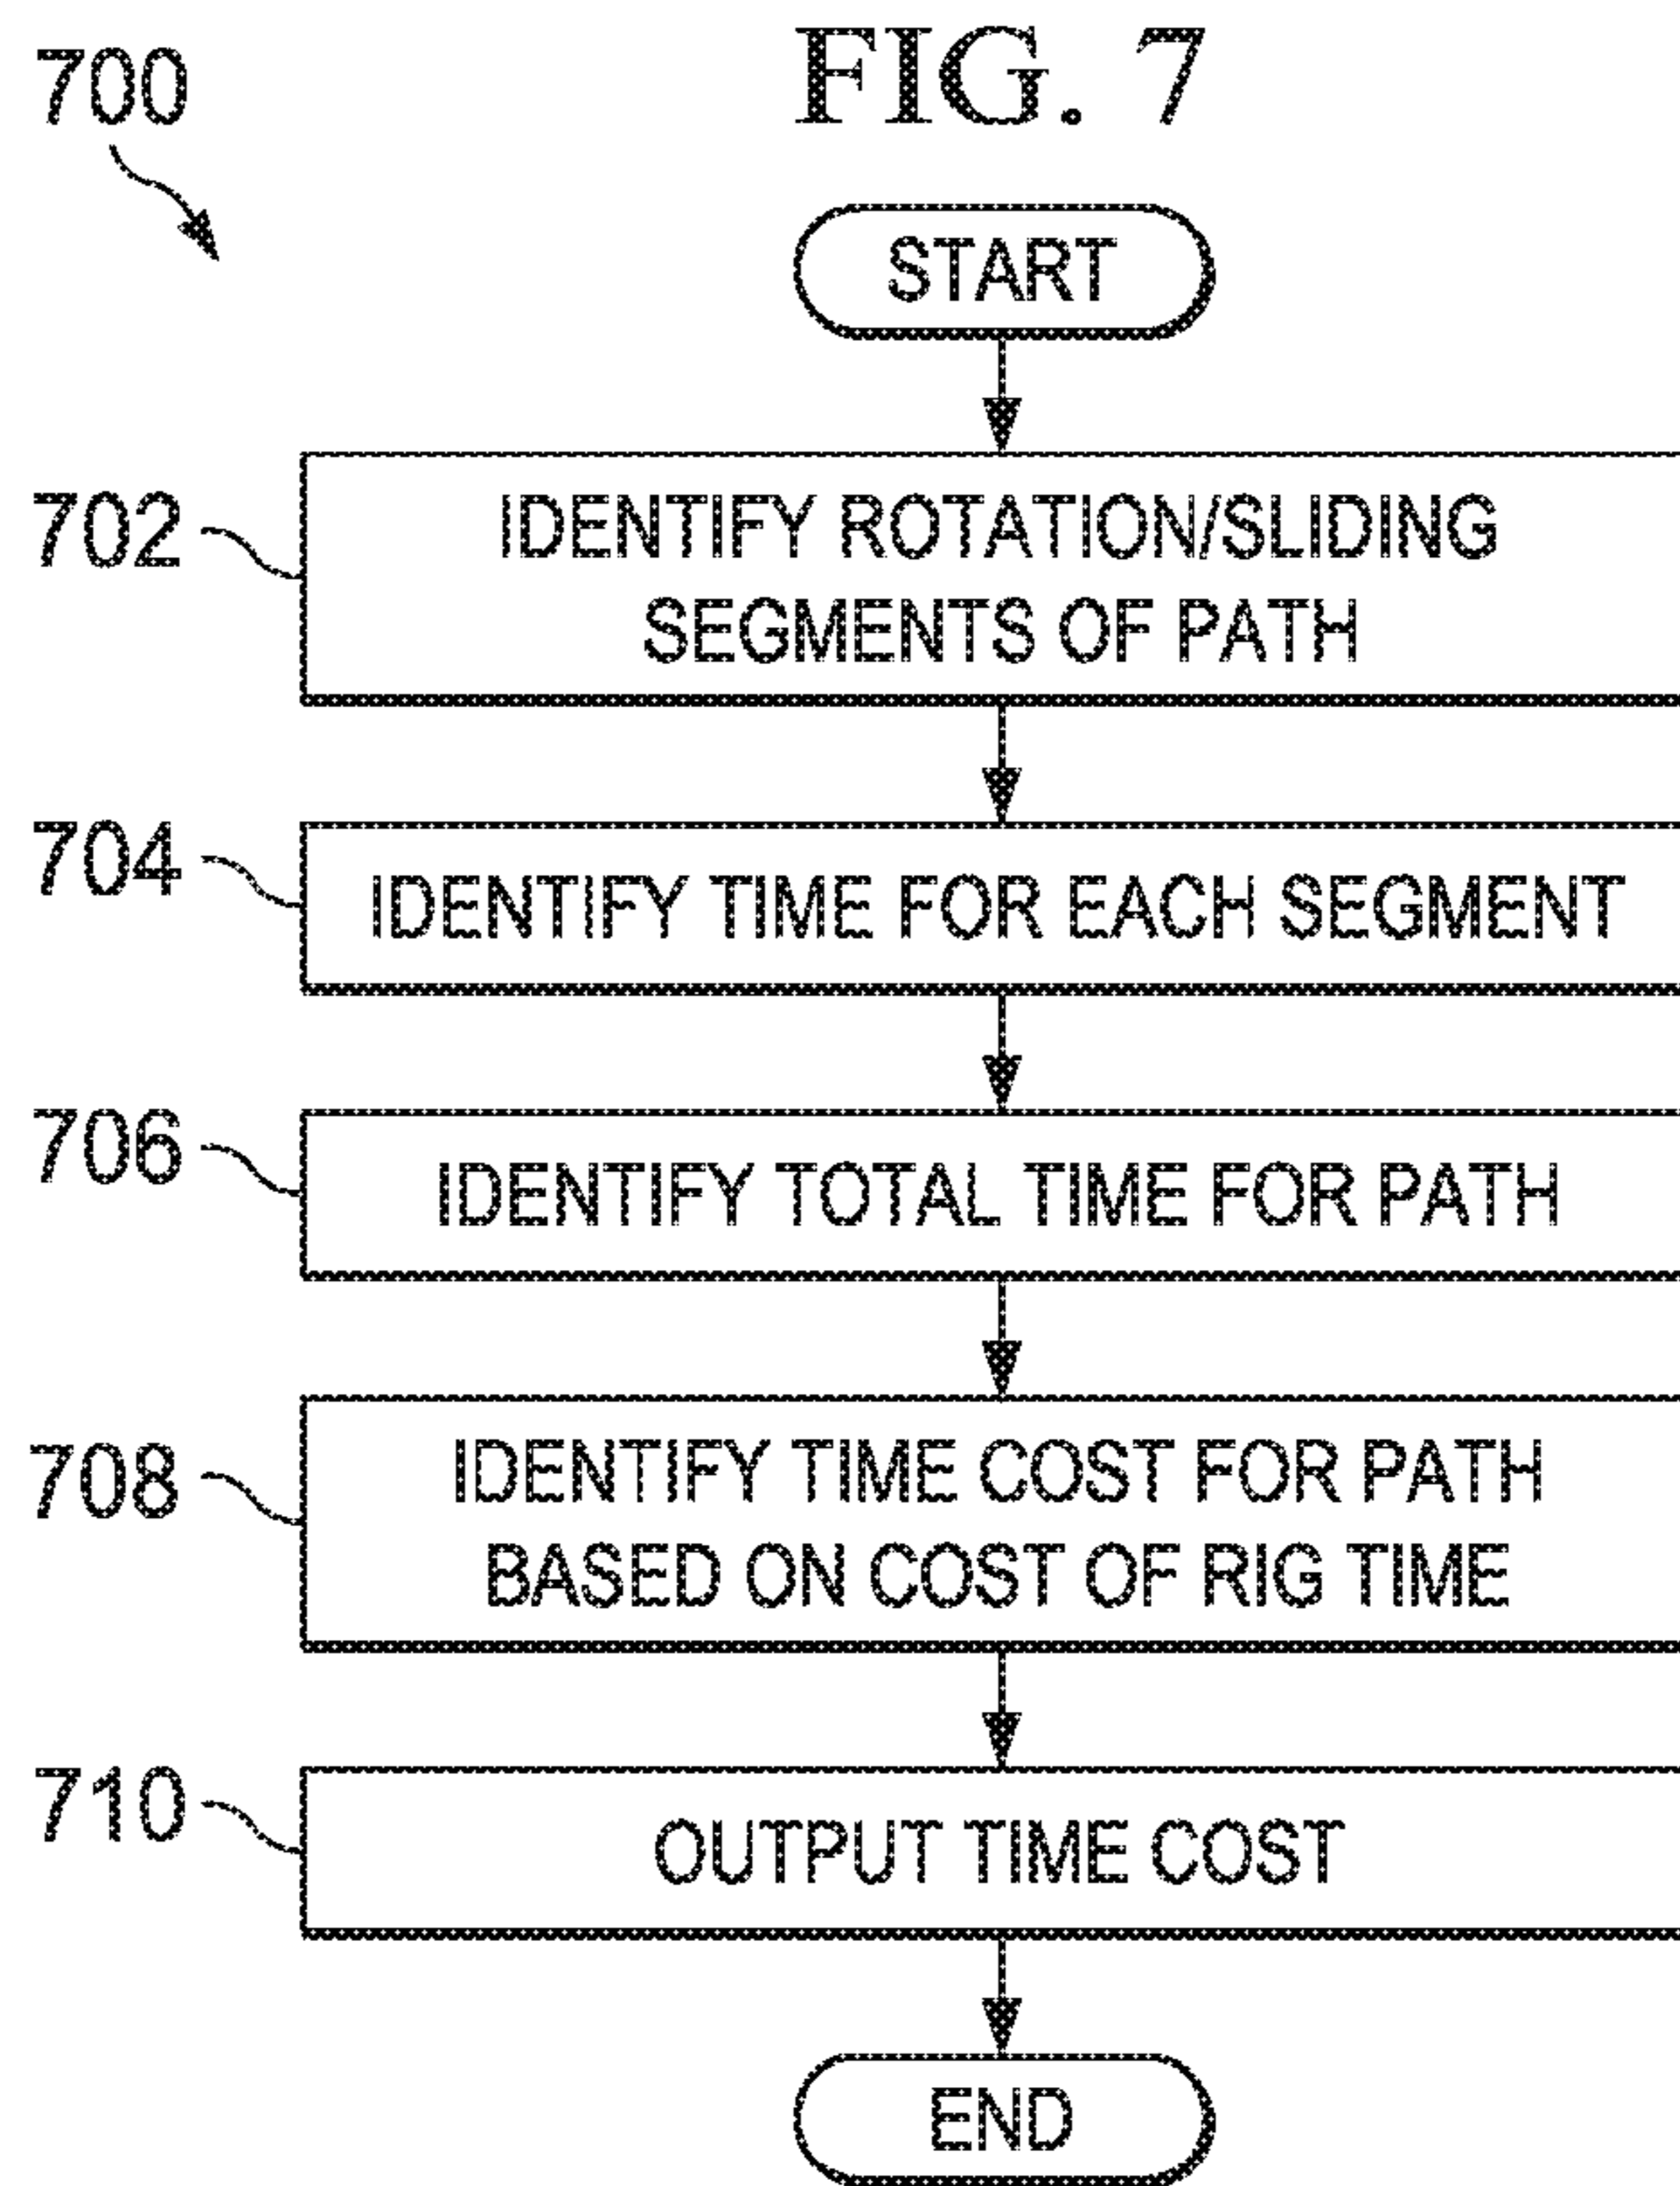 FIG. 7
700
START
702
IDENTIFY ROTATION/SLIDING
SEGMENTS OF PATH
704
IDENTIFY TIME FOR EACH SEGMENT
706
IDENTIFY TOTAL TIME FOR PATH
708
IDENTIFY TIME COST FOR PATH
BASED ON COST OF RIG TIME
710
OUTPUT TIME COST
END